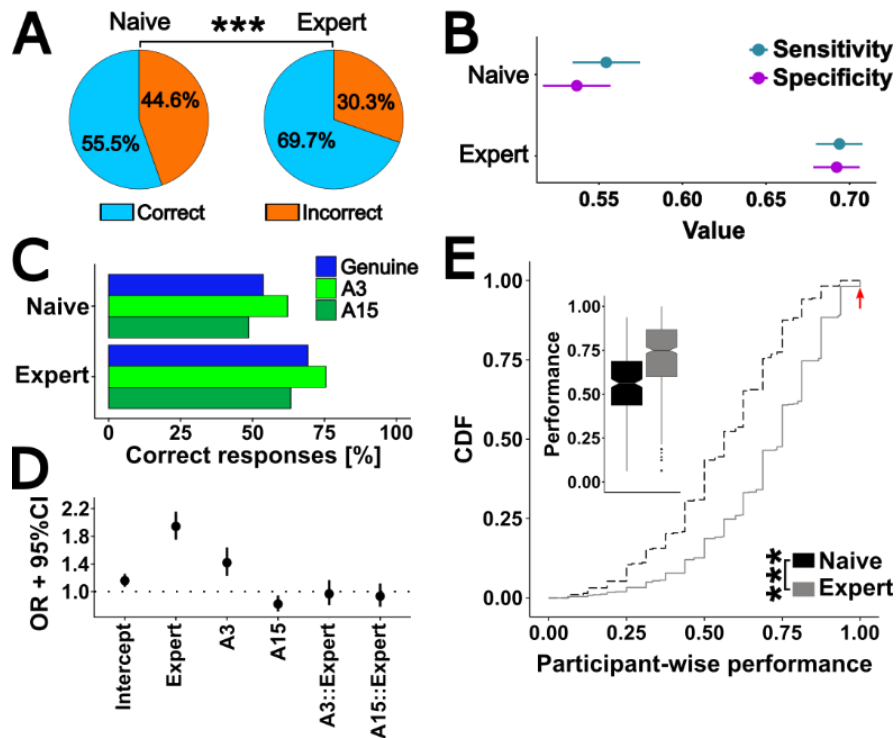 A
Naive *** Expert
44.6%
55.5%
30.3%
69.7%
Correct Incorrect
B
Sensitivity
Specificity
Naive
Expert
0.55 0.60 0.65 0.70
Value
C
Genuine
A3
A15
Naive
Expert
0 25 50 75 100
Correct responses [%]
D
OR + 95%CI
2.2
1.8
1.4
1.0
Intercept
Expert
A3
A15
A3::Expert
A15::Expert
E
CDF
1.00
0.75
0.50
0.25
0.00
Performance
1.00
0.75
0.50
0.25
0.00
***
Naive
Expert
0.00 0.25 0.50 0.75 1.00
Participant-wise performance